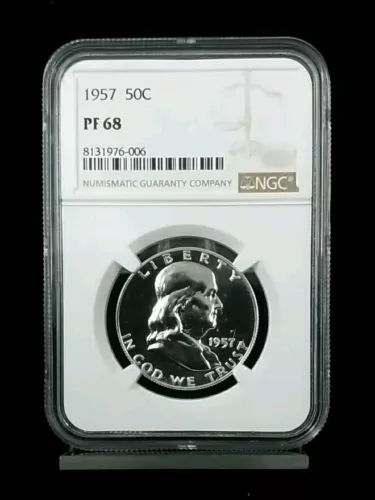 1957 50C
PF 68
8131976-006
NUMISMATIC GUARANTY COMPANY
NGC®
LIBERTY
1957
IN GOD WE TRUST